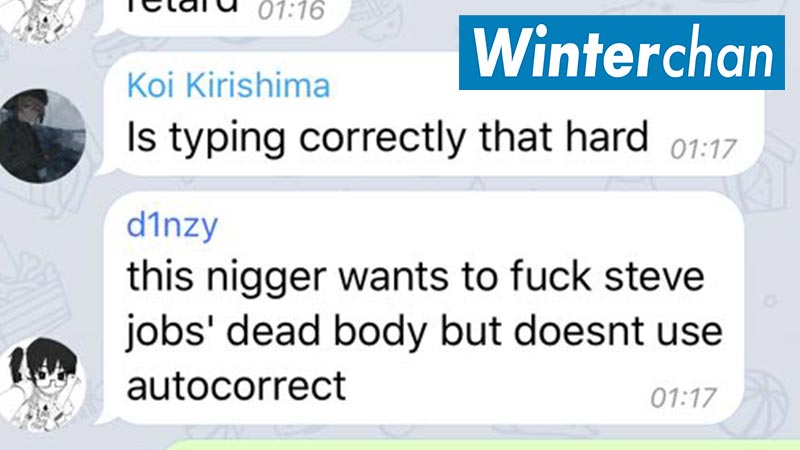 retard 01:16
Winterchan
Koi Kirishima
Is typing correctly that hard 01:17
d1nzy
this nigger wants to fuck steve
jobs' dead body but doesnt use
autocorrect 01:17